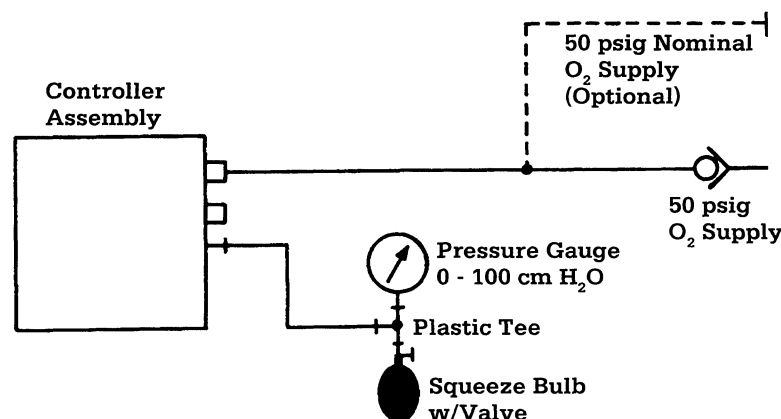 50 psig Nominal
O₂ Supply
(Optional)
Controller
Assembly
50 psig
O₂ Supply
Pressure Gauge
0 - 100 cm H₂O
Plastic Tee
Squeeze Bulb
w/Valve